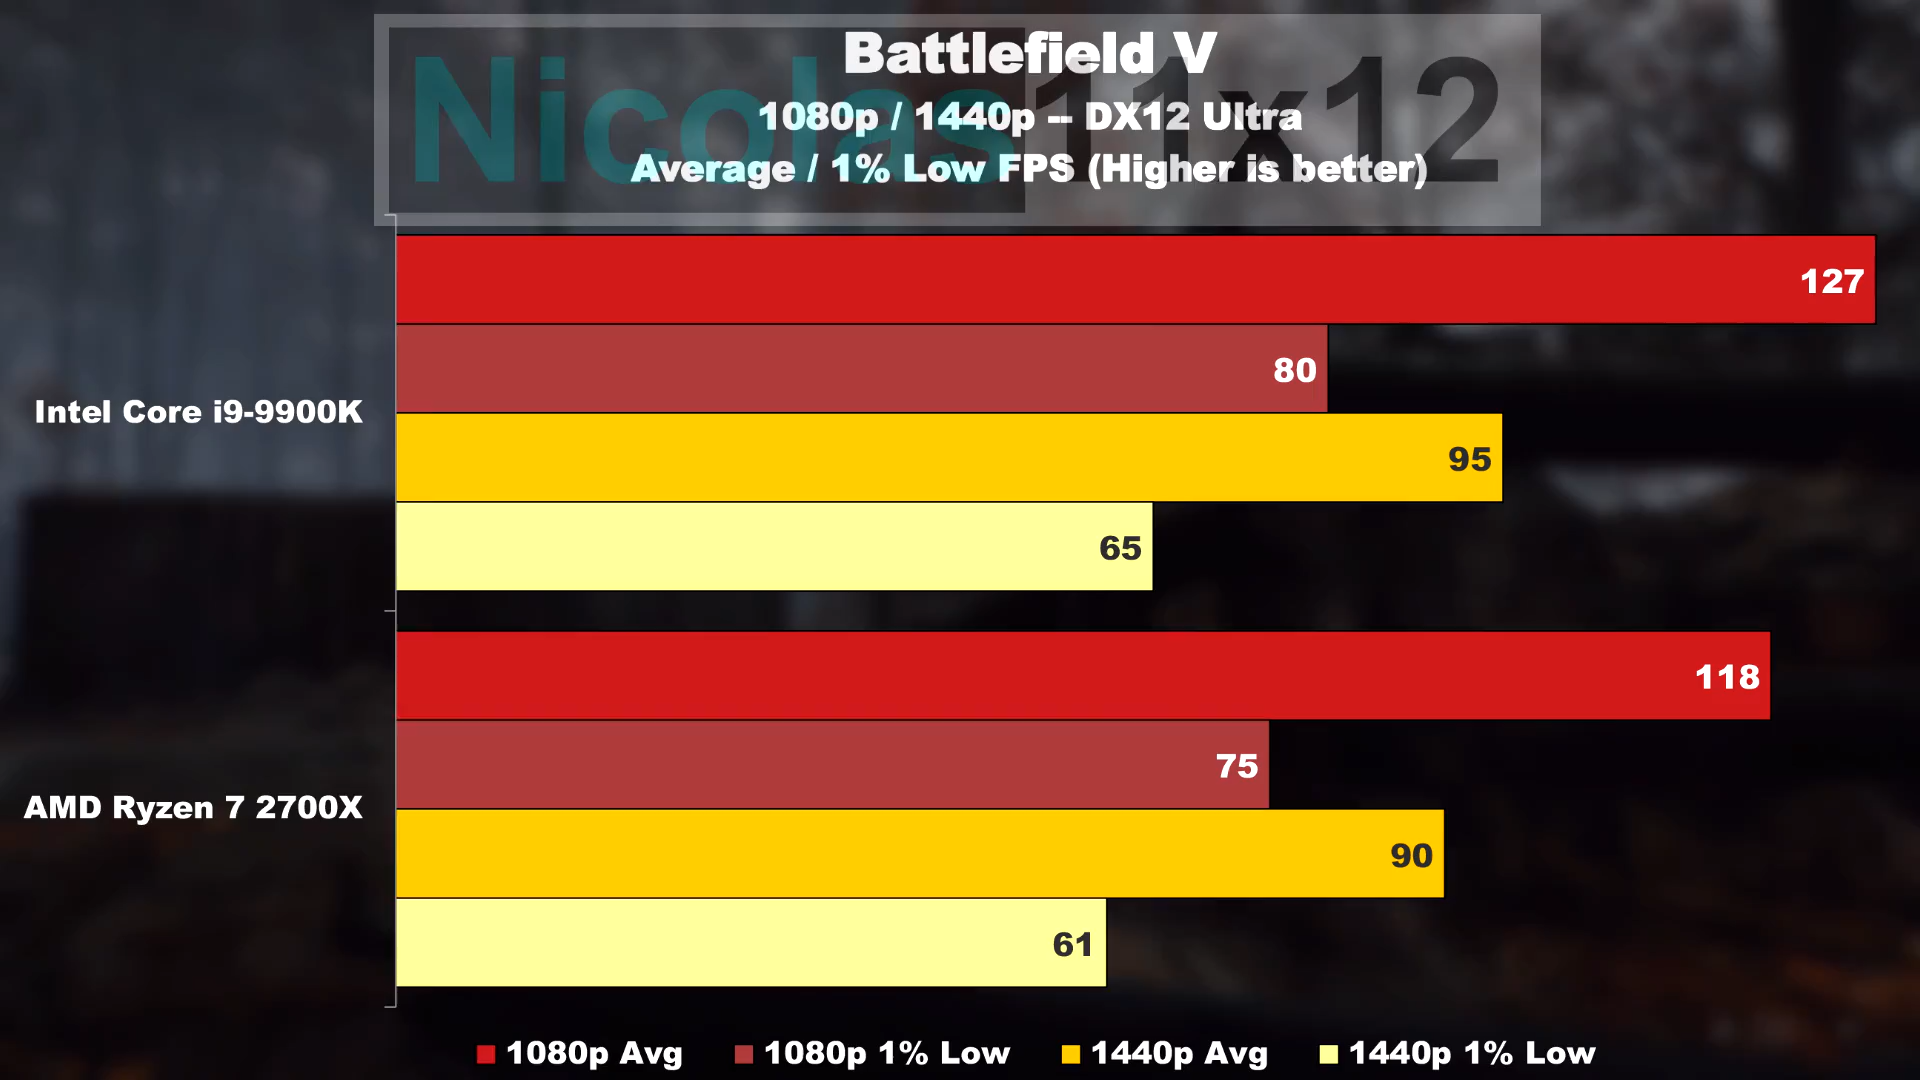 Nicolas11x12
Battlefield V
1080p / 1440p -- DX12 Ultra
Average / 1% Low FPS (Higher is better)
127
80
Intel Core i9-9900K
95
65
118
75
AMD Ryzen 7 2700X
90
61
1080p Avg 1080p 1% Low 1440p Avg 1440p 1% Low